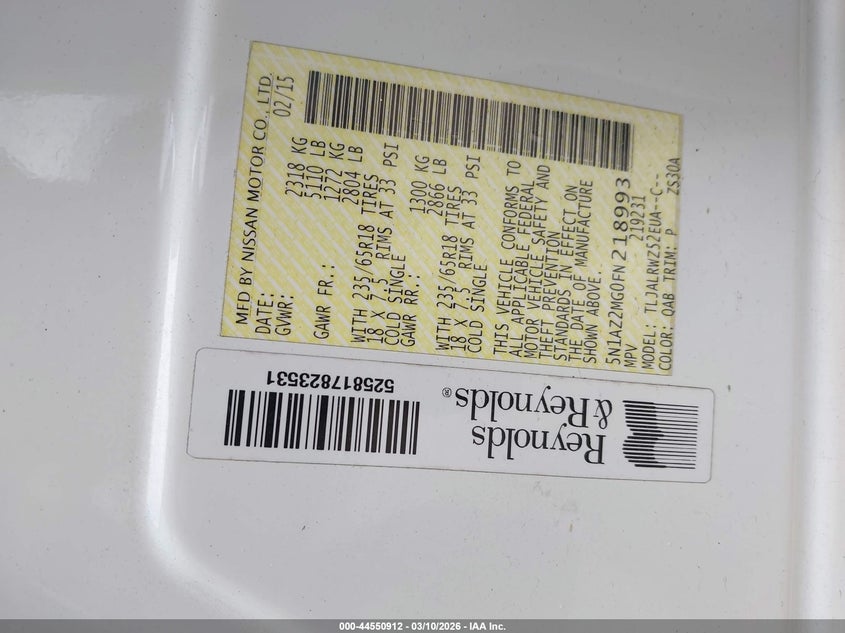 MFD BY NISSAN MOTOR CO., LTD.
DATE: 02/15
GVWR: 2318 KG
5110 LB
GAWR FR.: 1272 KG
2804 LB
WITH 235/65R18 TIRES
18 X 7.5 RIMS AT 33 PSI
COLD SINGLE
GAWR RR.: 1300 KG
2866 LB
WITH 235/65R18 TIRES
18 X 7.5 RIMS AT 33 PSI
COLD SINGLE
THIS VEHICLE CONFORMS TO
ALL APPLICABLE FEDERAL
MOTOR VEHICLE SAFETY AND
THEFT PREVENTION
STANDARDS IN EFFECT ON
THE DATE OF MANUFACTURE
SHOWN ABOVE.
5N1AZ2MG0FN218993
MPV 219231
MODEL: TLJALRWZ52EUA--C--
COLOR: QAB TRIM: P ZS30A
Reynolds
&Reynolds®
525817823531
000-44550912 - 03/10/2026 - IAA Inc.